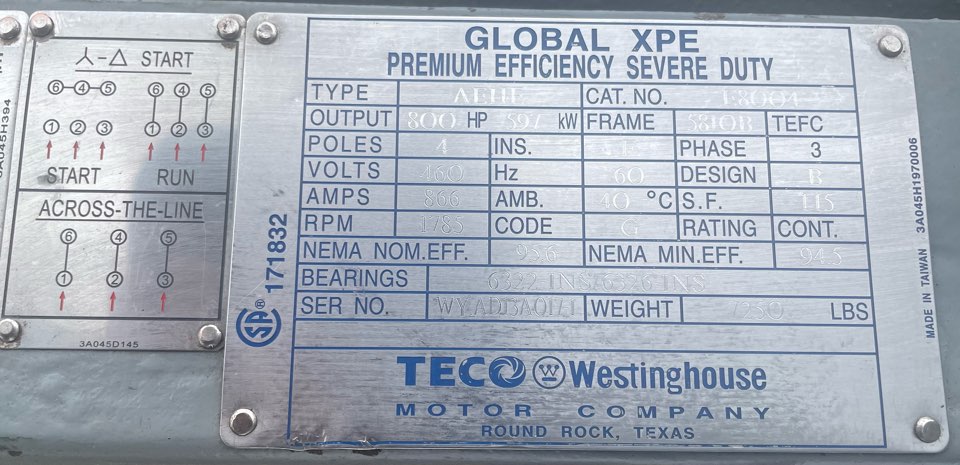 START
6 4 5 6 4 5
1 2 3 1 2 3
START RUN
ACROSS-THE-LINE
6 4 5
1 2 3
3A045D145
3A045H394
GLOBAL XPE
PREMIUM EFFICIENCY SEVERE DUTY
TYPE CAT. NO.
OUTPUT 800 HP 597 kW FRAME 5810B TEFC
POLES 4 INS. PHASE 3
VOLTS 460 Hz 60 DESIGN B
AMPS 866 AMB. 40 °C S.F. 1.15
RPM 1785 CODE G RATING CONT.
NEMA NOM.EFF. NEMA MIN.EFF. 94.5
BEARINGS
SER NO. WEIGHT LBS
171832
MADE IN TAIWAN 3A045H1970006
TECO Westinghouse
MOTOR COMPANY
ROUND ROCK, TEXAS